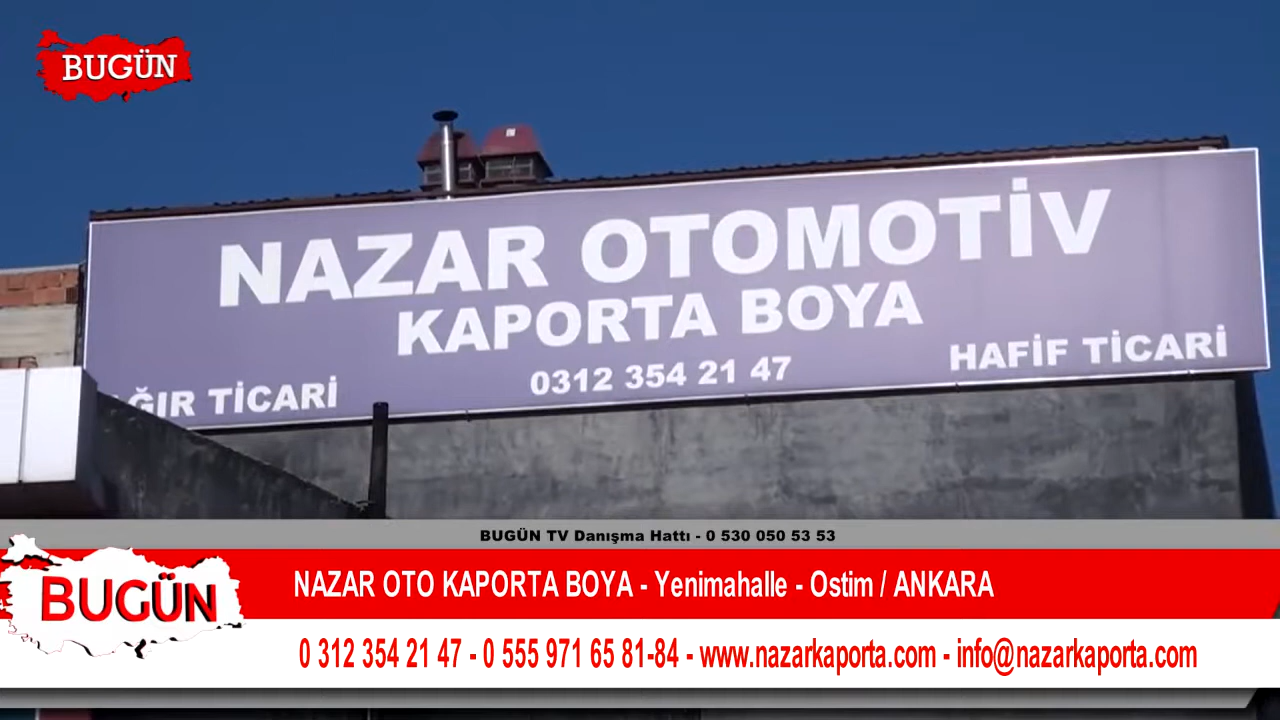 BUGÜN
NAZAR OTOMOTİV
KAPORTA BOYA
0312 354 21 47
HAFİF TİCARİ
AĞIR TİCARİ
BUGÜN TV Danışma Hattı - 0 530 050 53 53
BUGÜN
NAZAR OTO KAPORTA BOYA - Yenimahalle - Ostim / ANKARA
0 312 354 21 47 - 0 555 971 65 81-84 - www.nazarkaporta.com - info@nazarkaporta.com